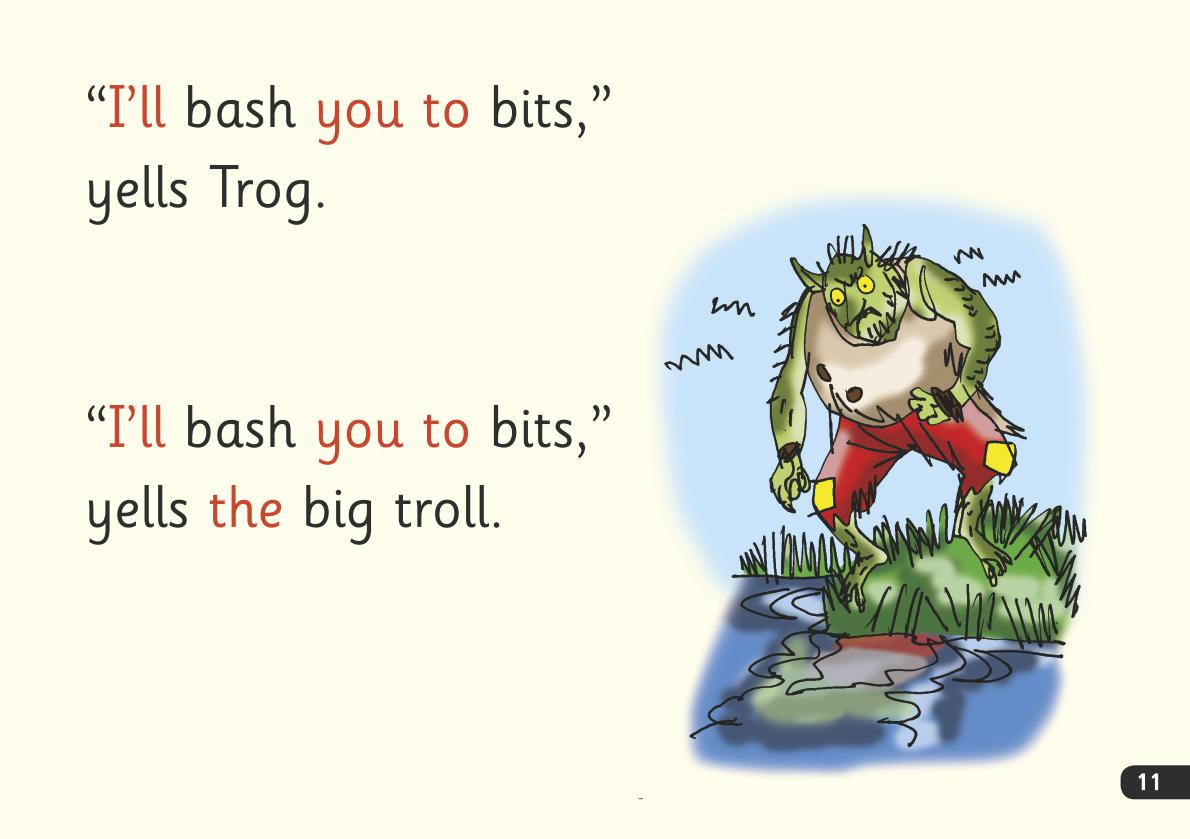 “I’ll bash you to bits,”
yells Trog.
“I’ll bash you to bits,”
yells the big troll.
11